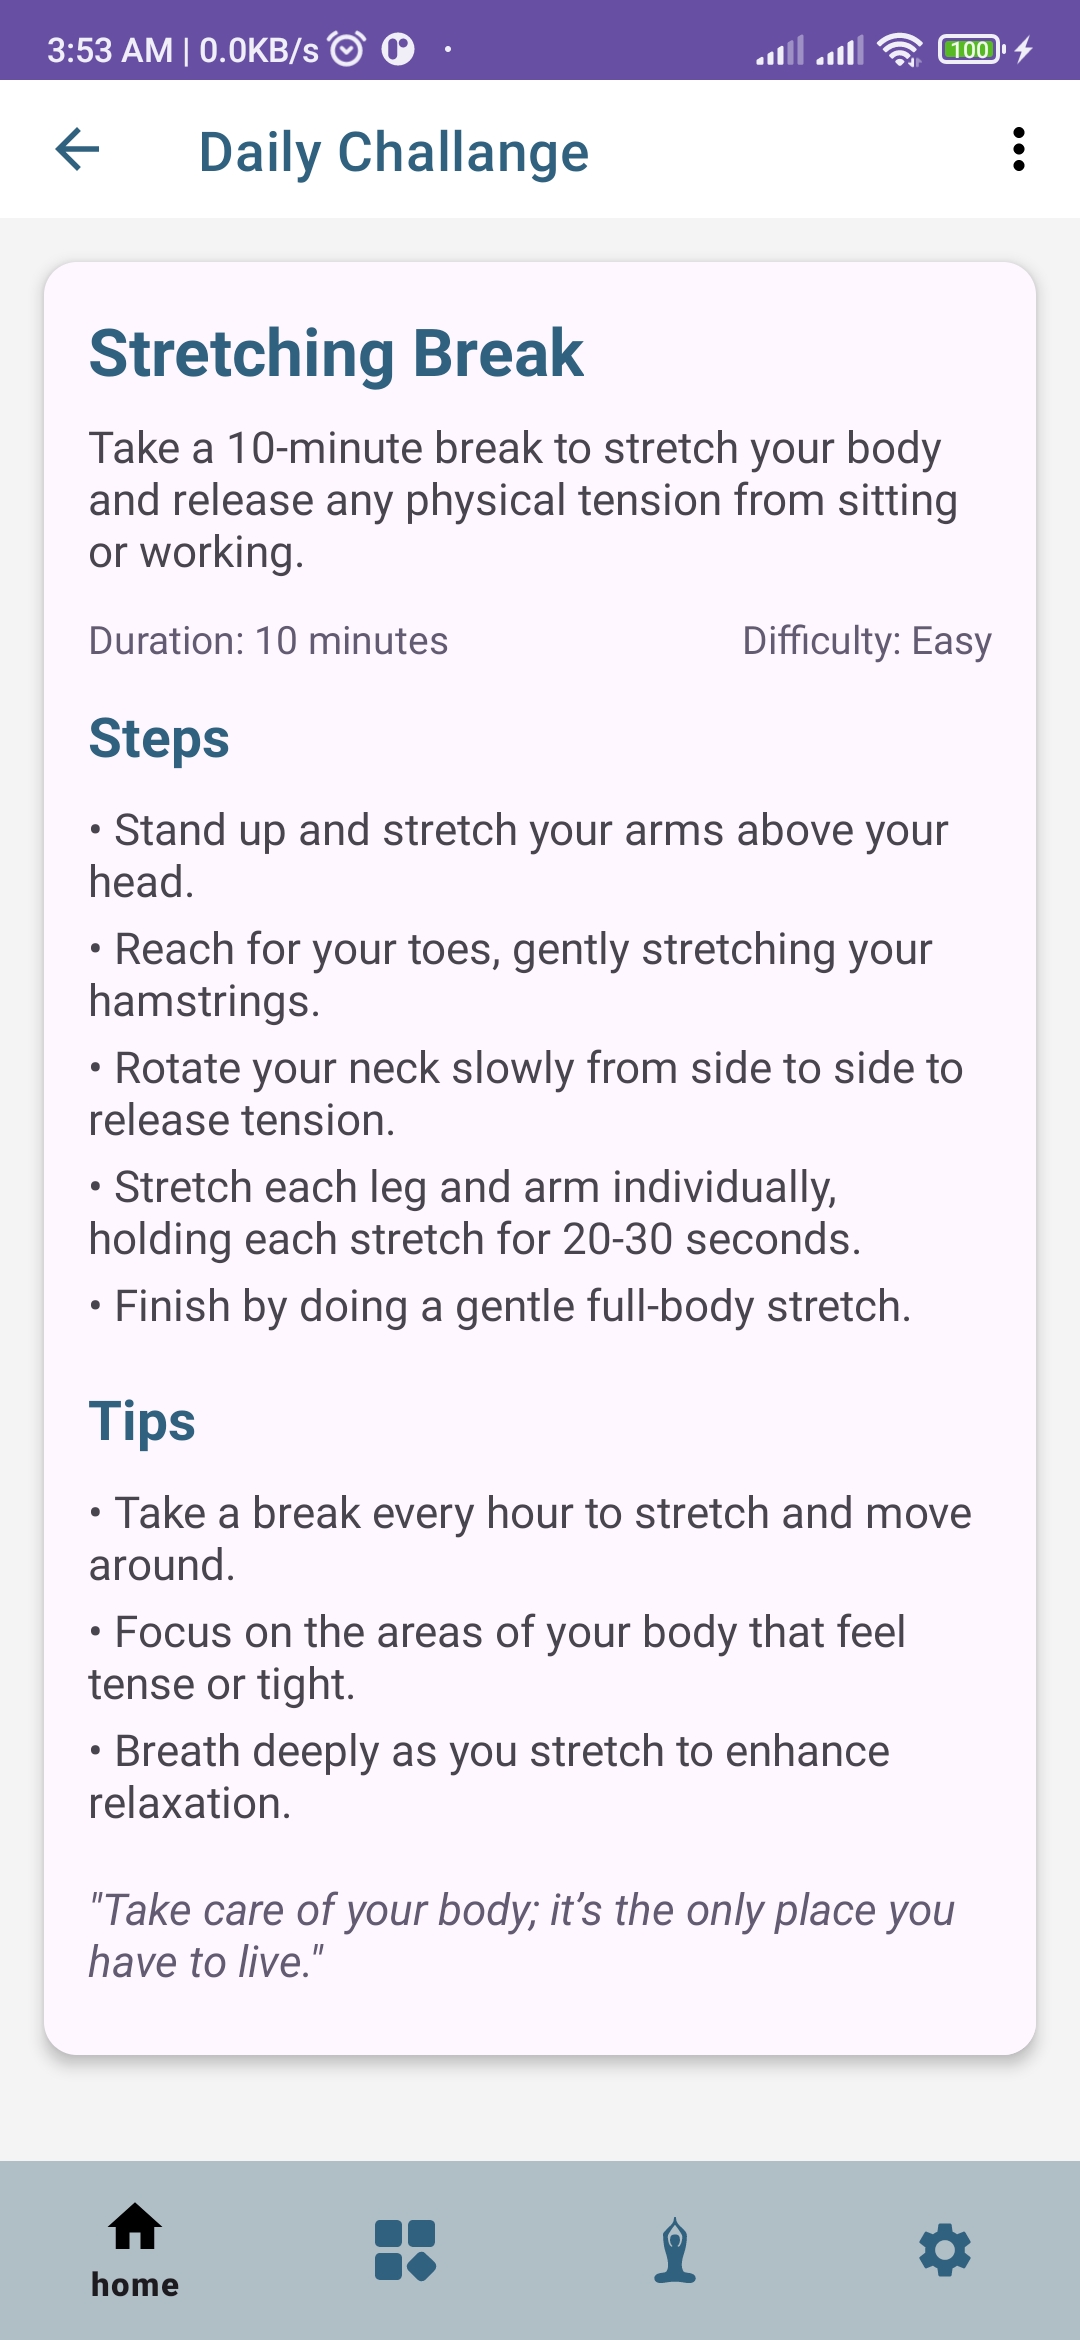 3:53 AM | 0.0KB/s
100
Daily Challange
Stretching Break
Take a 10-minute break to stretch your body
and release any physical tension from sitting
or working.
Duration: 10 minutes Difficulty: Easy
Steps
• Stand up and stretch your arms above your
head.
• Reach for your toes, gently stretching your
hamstrings.
• Rotate your neck slowly from side to side to
release tension.
• Stretch each leg and arm individually,
holding each stretch for 20-30 seconds.
• Finish by doing a gentle full-body stretch.
Tips
• Take a break every hour to stretch and move
around.
• Focus on the areas of your body that feel
tense or tight.
• Breath deeply as you stretch to enhance
relaxation.
"Take care of your body; it’s the only place you
have to live."
home